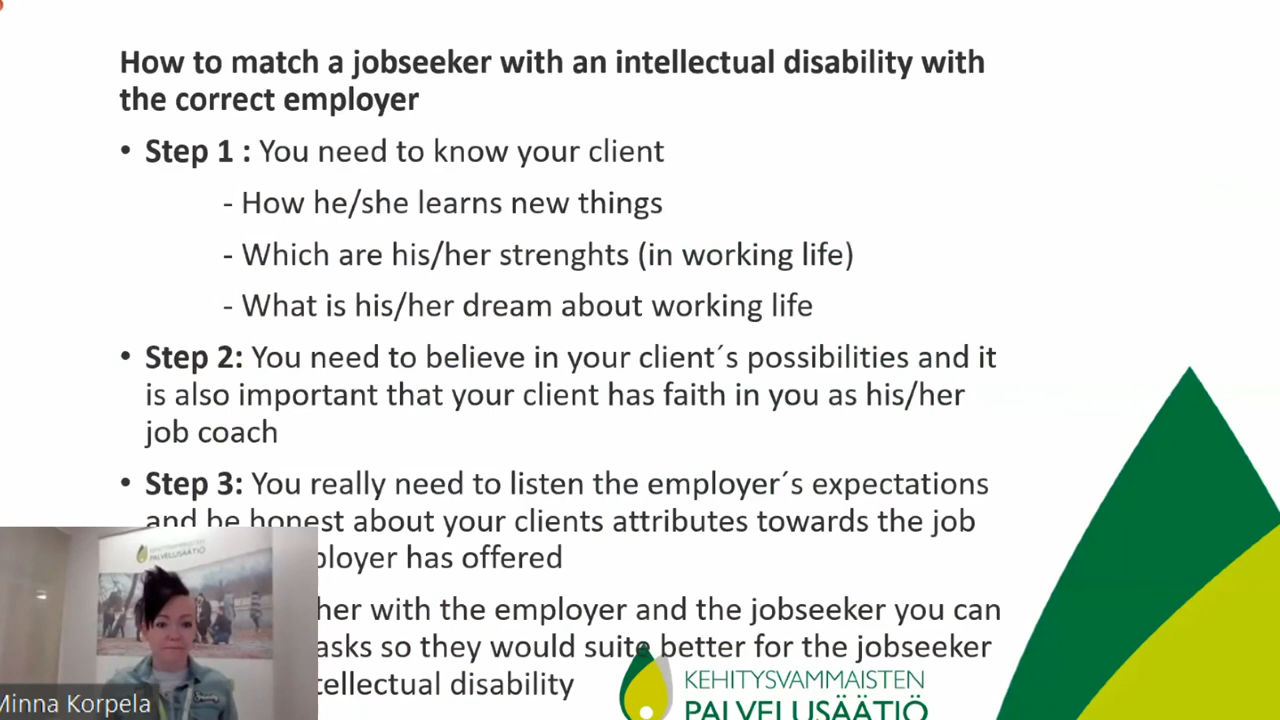 How to match a jobseeker with an intellectual disability with
the correct employer
• Step 1 : You need to know your client
- How he/she learns new things
- Which are his/her strenghts (in working life)
- What is his/her dream about working life
• Step 2: You need to believe in your client´s possibilities and it
is also important that your client has faith in you as his/her
job coach
• Step 3: You really need to listen the employer´s expectations
and be honest about your clients attributes towards the job
ployer has offered
her with the employer and the jobseeker you can
asks so they would suite better for the jobseeker
tellectual disability
KEHITYSVAMMAISTEN
PALVELUSÄÄTIÖ
KEHITYSVAMMAISTEN
PALVELUSÄÄTIÖ
Minna Korpela